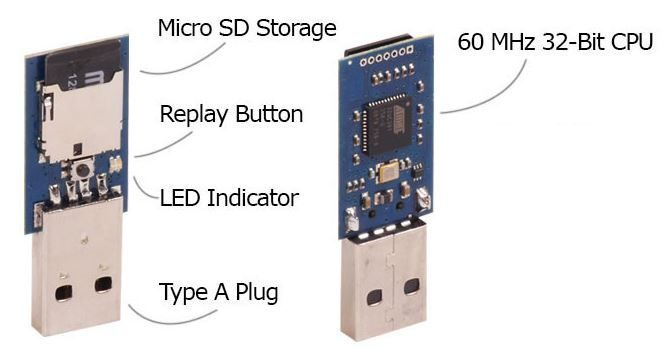 Micro SD Storage
60 MHz 32-Bit CPU
Replay Button
LED Indicator
Type A Plug